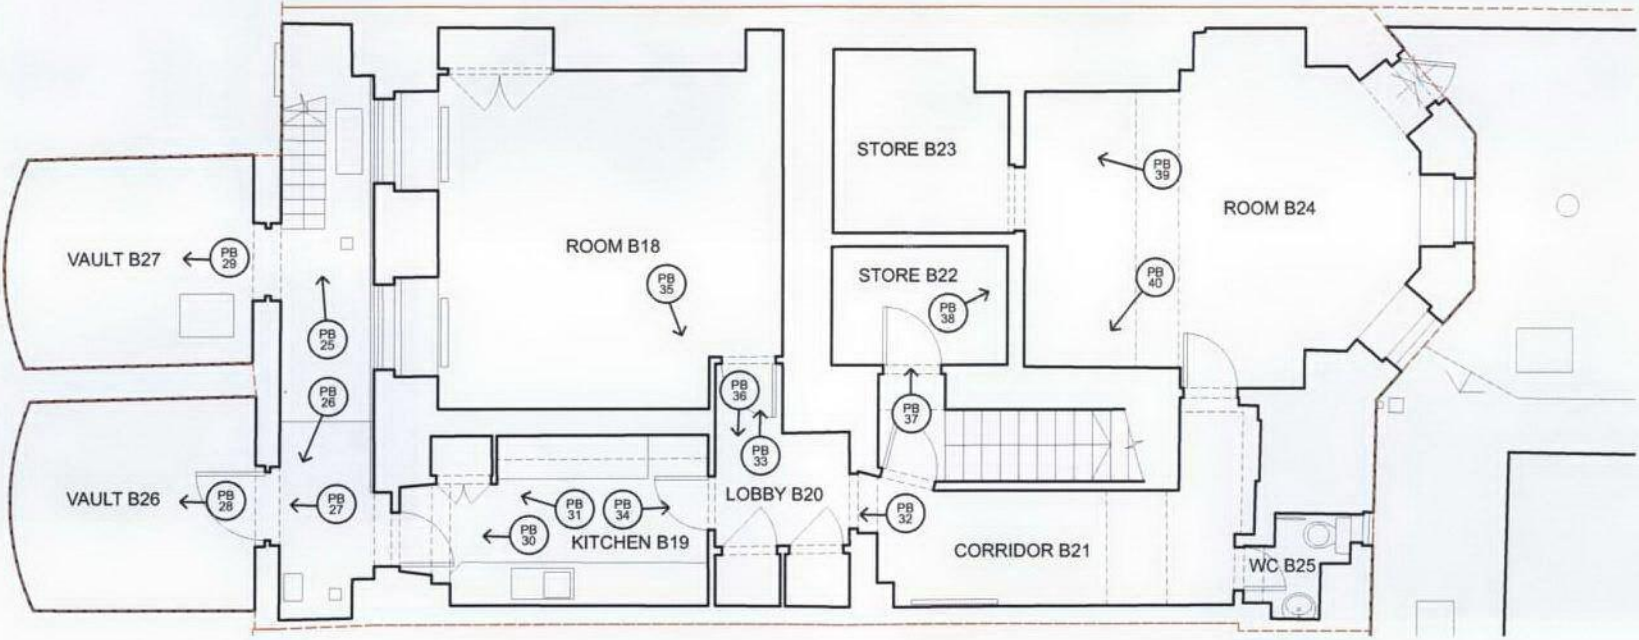 STORE B23
PB
39
ROOM B24
ROOM B18
VAULT B27
PB
29
STORE B22
PB
35
PB
38
PB
40
PB
25
PB
26
PB
36
PB
37
PB
33
VAULT B26
PB
28
PB
27
PB
31
PB
34
LOBBY B20
PB
32
PB
30
KITCHEN B19
CORRIDOR B21
WC B25